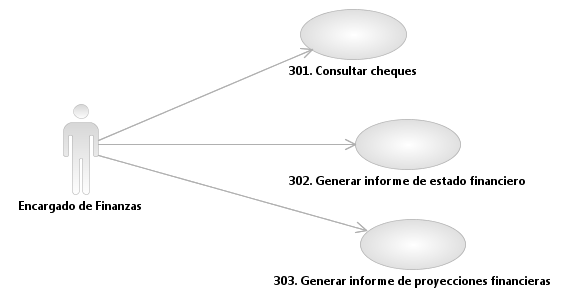 301. Consultar cheques
302. Generar informe de estado financiero
Encargado de Finanzas
303. Generar informe de proyecciones financieras